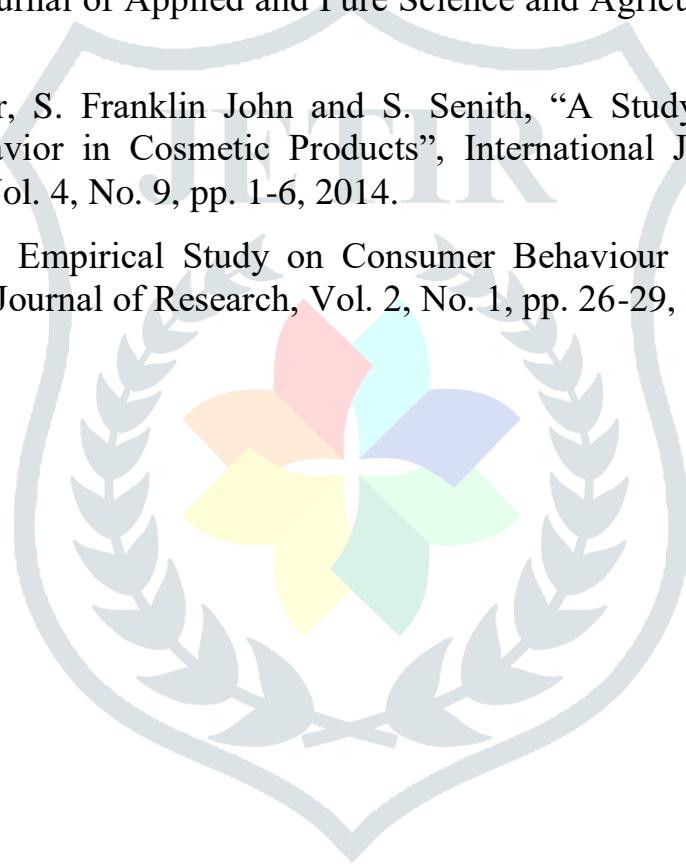 urnal of Applied and Pure Science and Agricu
r, S. Franklin John and S. Senith, “A Study
avior in Cosmetic Products”, International J
Vol. 4, No. 9, pp. 1-6, 2014.
Empirical Study on Consumer Behaviour
Journal of Research, Vol. 2, No. 1, pp. 26-29,
JETIR